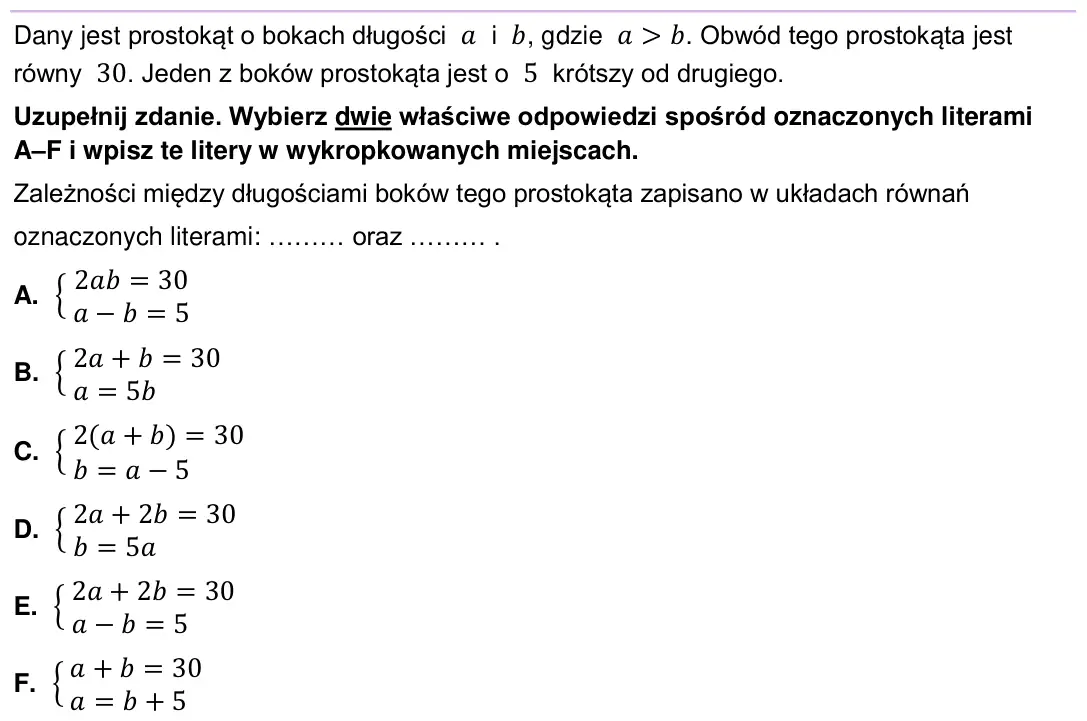 Dany jest prostokąt o bokach długości a i b, gdzie a > b. Obwód tego prostokąta jest
równy 30. Jeden z boków prostokąta jest o 5 krótszy od drugiego.
Uzupełnij zdanie. Wybierz dwie właściwe odpowiedzi spośród oznaczonych literami
A–F i wpisz te litery w wykropkowanych miejscach.
Zależności między długościami boków tego prostokąta zapisano w układach równań
oznaczonych literami: ……… oraz ……… .
A. { 2ab = 30
a − b = 5
B. { 2a + b = 30
a = 5b
C. { 2(a + b) = 30
b = a − 5
D. { 2a + 2b = 30
b = 5a
E. { 2a + 2b = 30
a − b = 5
F. { a + b = 30
a = b + 5